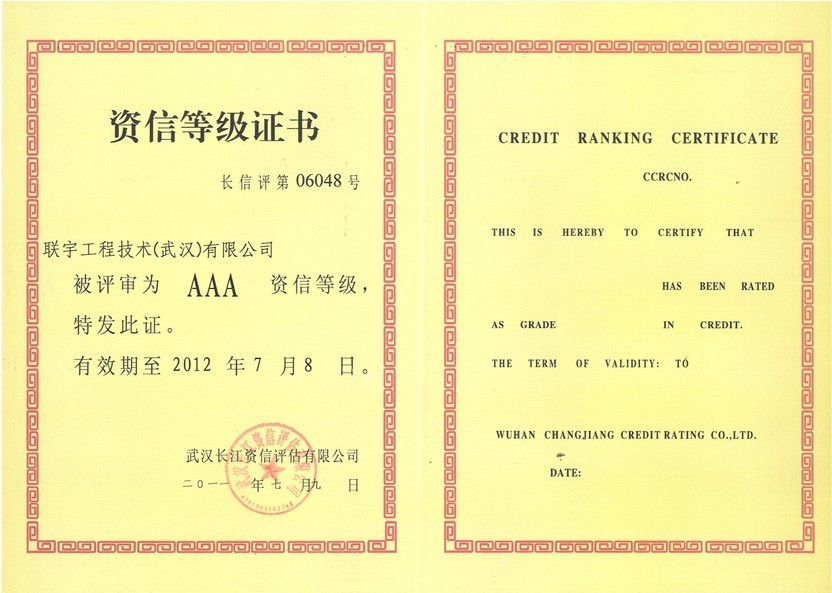 资信等级证书
长信评第 06048 号
联宇工程技术(武汉)有限公司
被评审为 AAA 资信等级，
特发此证。
有效期至 2012 年 7 月 8 日。
武汉长江资信评估有限公司
二〇一一 年 七 月 九 日
CREDIT RANKING CERTIFICATE
CCRCNO.
THIS IS HEREBY TO CERTIFY THAT
HAS BEEN RATED
AS GRADE IN CREDIT.
THE TERM OF VALIDITY: TO
WUHAN CHANGJIANG CREDIT RATING CO.,LTD.
DATE: